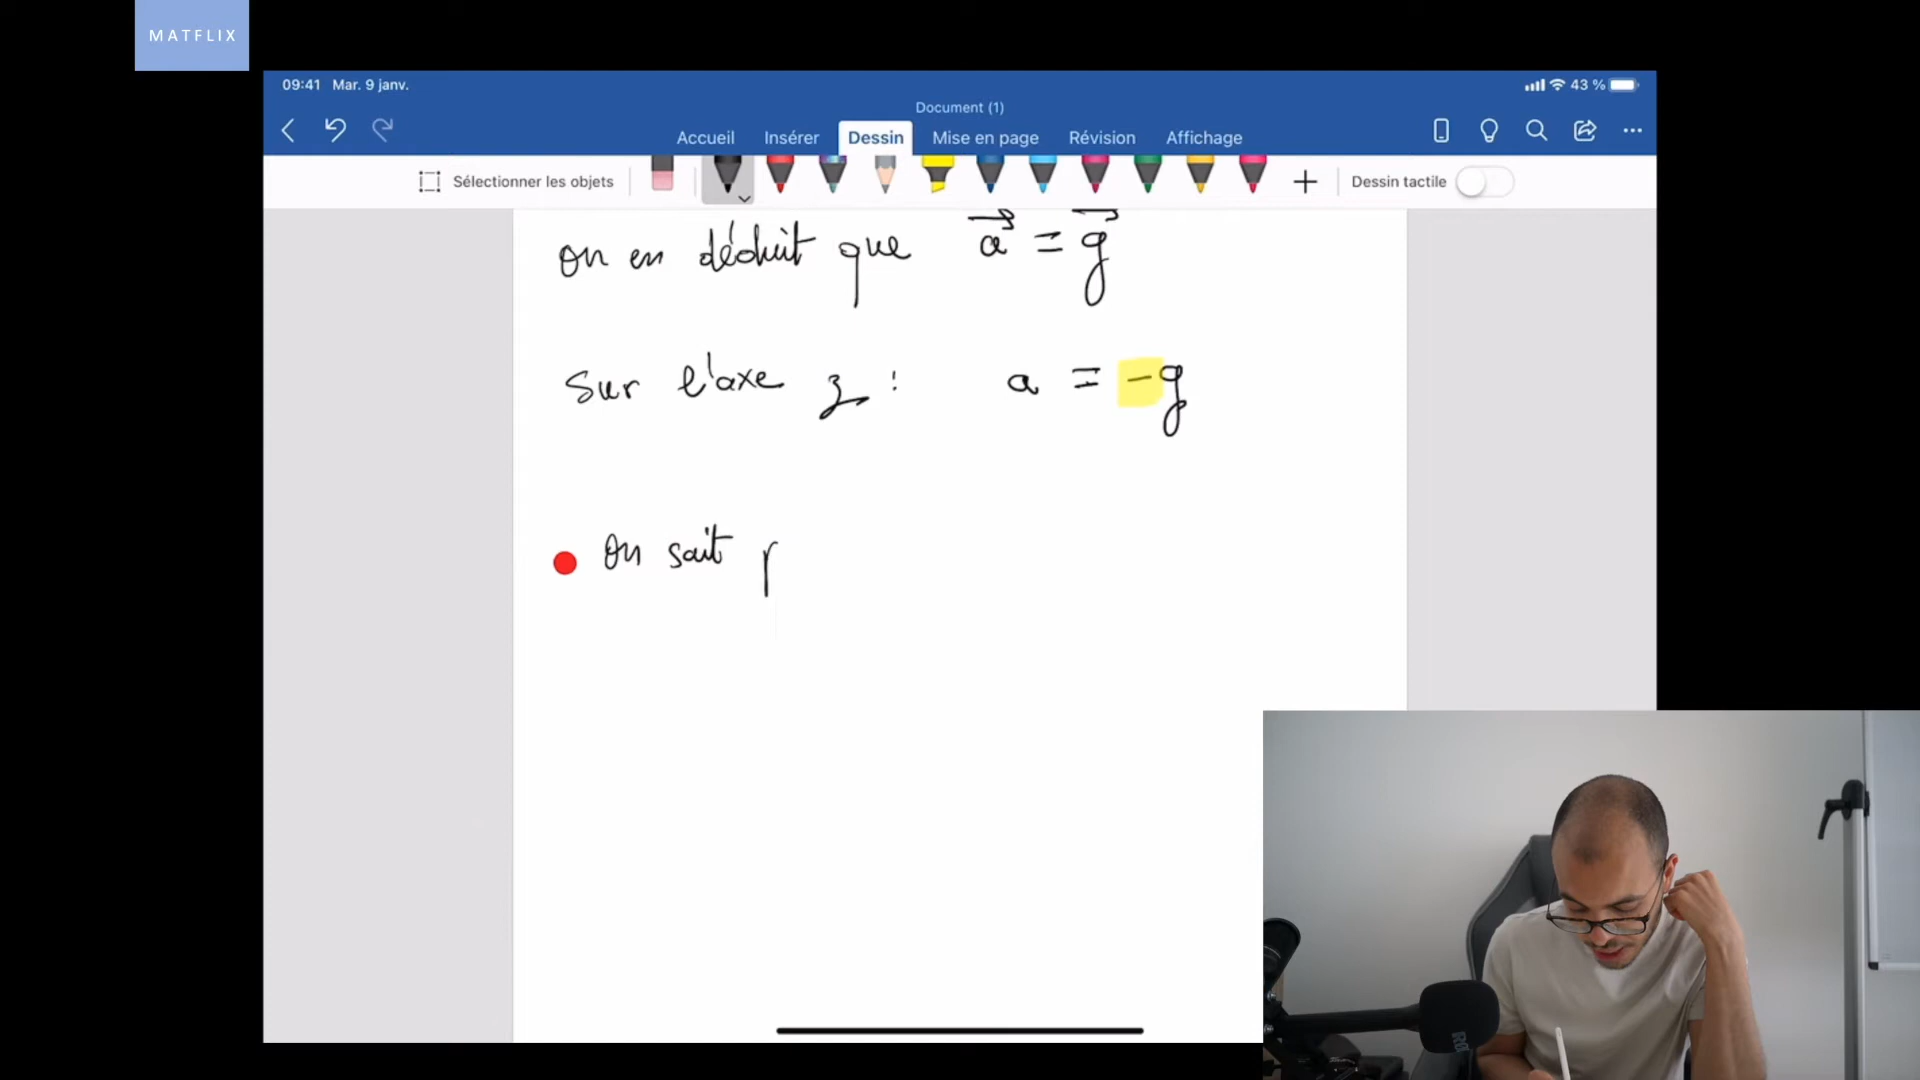 MATFLIX
09:41 Mar. 9 janv.
43 %
Document (1)
Accueil Insérer Dessin Mise en page Révision Affichage
Sélectionner les objets
Dessin tactile
on en déduit que a⃗ = g⃗
Sur l'axe z : a = -g
On sait
RØ